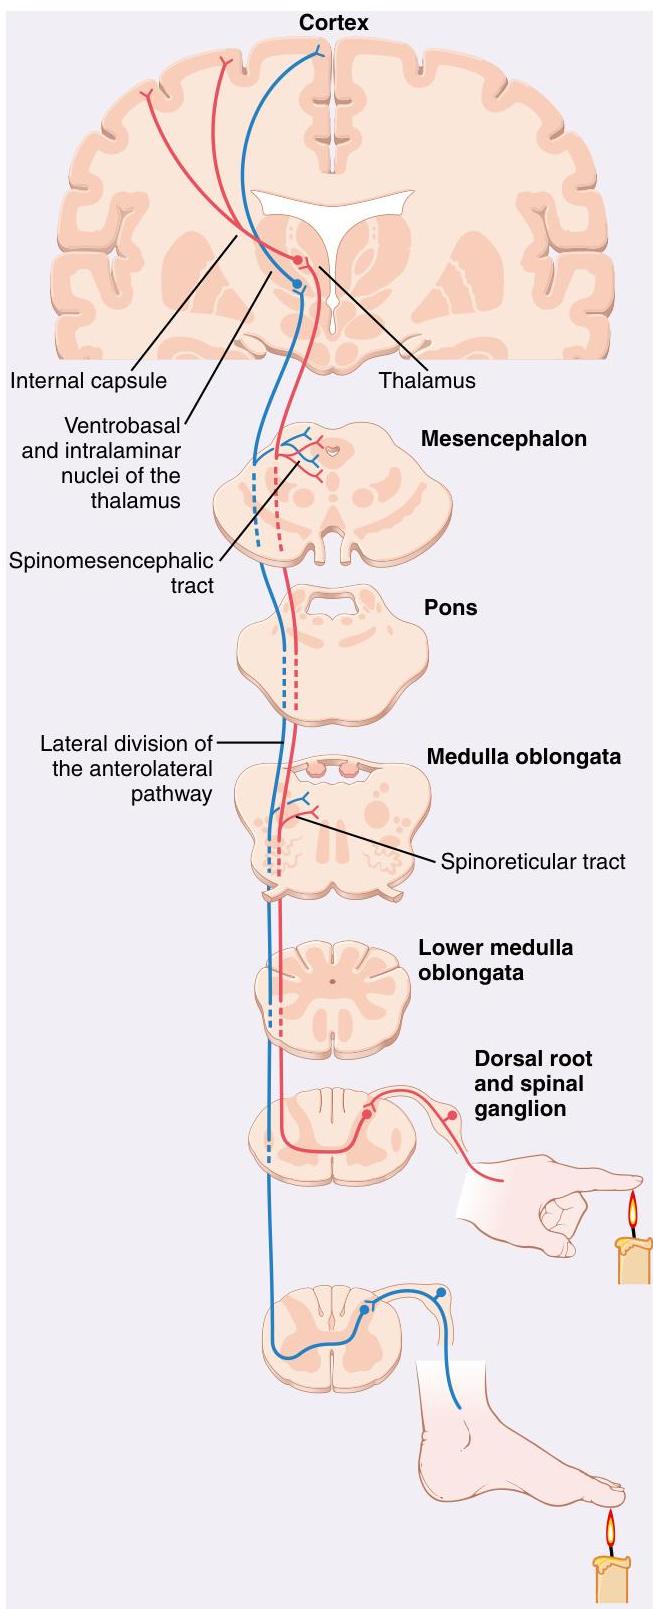 Cortex
Internal capsule
Thalamus
Ventrobasal
and intralaminar
nuclei of the
thalamus
Mesencephalon
Spinomesencephalic
tract
Pons
Lateral division of
the anterolateral
pathway
Medulla oblongata
Spinoreticular tract
Lower medulla
oblongata
Dorsal root
and spinal
ganglion